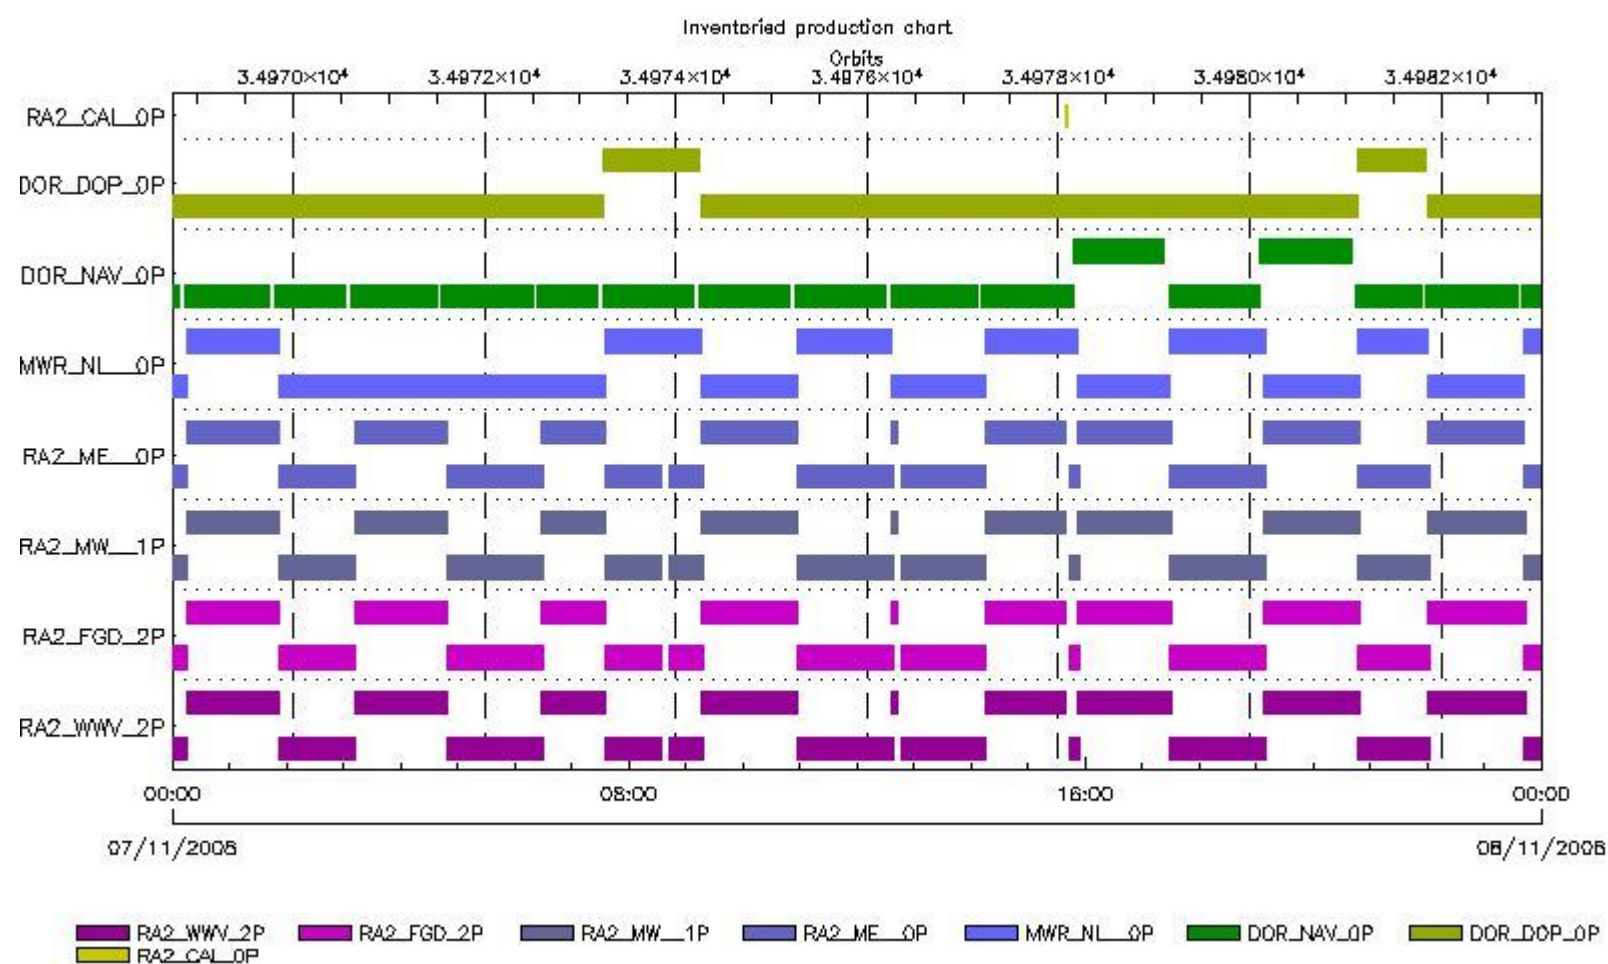 Inventoried production chart
Orbits
3.4970×10⁴ 3.4972×10⁴ 3.4974×10⁴ 3.4976×10⁴ 3.4978×10⁴ 3.4980×10⁴ 3.4982×10⁴
RA2_CAL_0P
DOR_DOP_0P
DOR_NAV_0P
MWR_NL__0P
RA2_ME__0P
RA2_MW__1P
RA2_FGD_2P
RA2_WWV_2P
00:00 08:00 16:00 00:00
07/11/2008 08/11/2008
RA2_WWV_2P RA2_FGD_2P RA2_MW__1P RA2_ME__0P MWR_NL__0P DOR_NAV_0P DOR_DOP_0P
RA2_CAL_0P